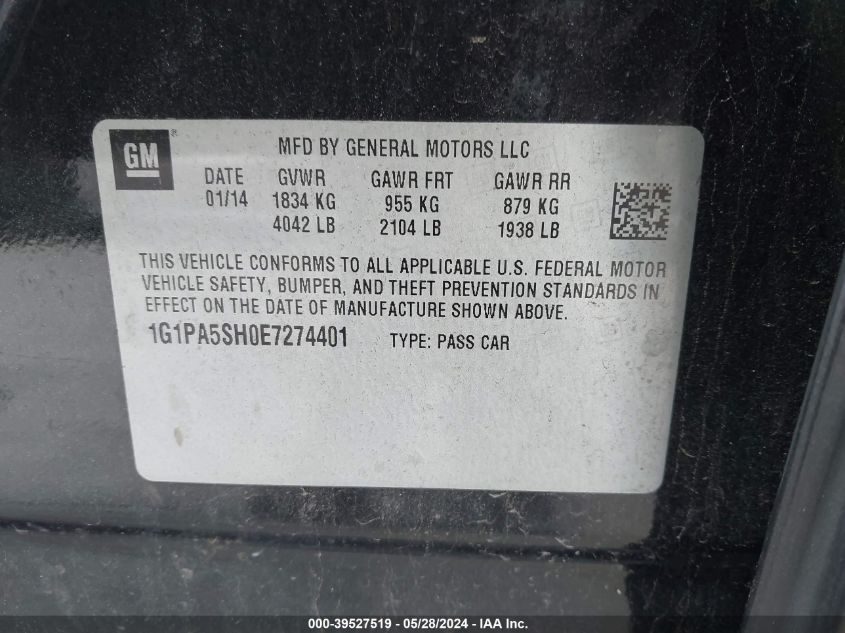 GM
MFD BY GENERAL MOTORS LLC
DATE GVWR GAWR FRT GAWR RR
01/14 1834 KG 955 KG 879 KG
4042 LB 2104 LB 1938 LB
THIS VEHICLE CONFORMS TO ALL APPLICABLE U.S. FEDERAL MOTOR
VEHICLE SAFETY, BUMPER, AND THEFT PREVENTION STANDARDS IN
EFFECT ON THE DATE OF MANUFACTURE SHOWN ABOVE.
1G1PA5SH0E7274401 TYPE: PASS CAR
000-39527519 - 05/28/2024 - IAA Inc.